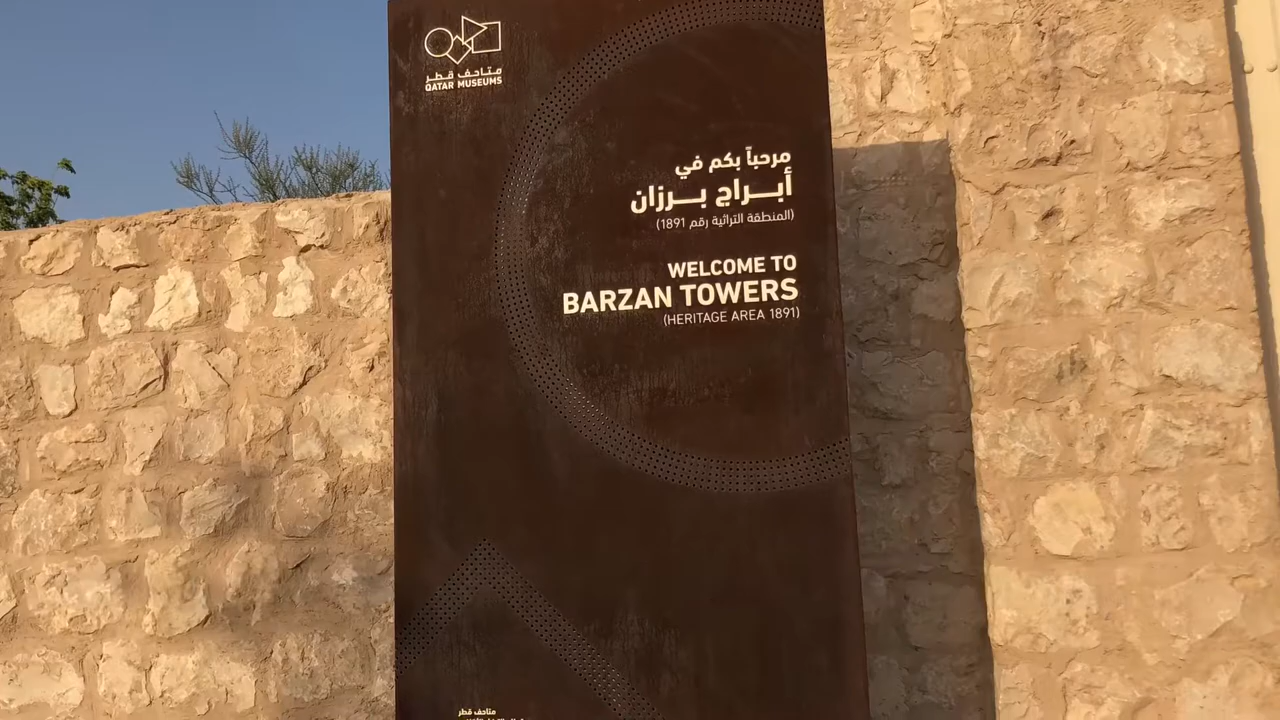 متاحف قطر
QATAR MUSEUMS
مرحباً بكم في
أبـراج بـرزان
(المنطقة التراثية رقم 1891)
WELCOME TO
BARZAN TOWERS
(HERITAGE AREA 1891)
متاحف قطر